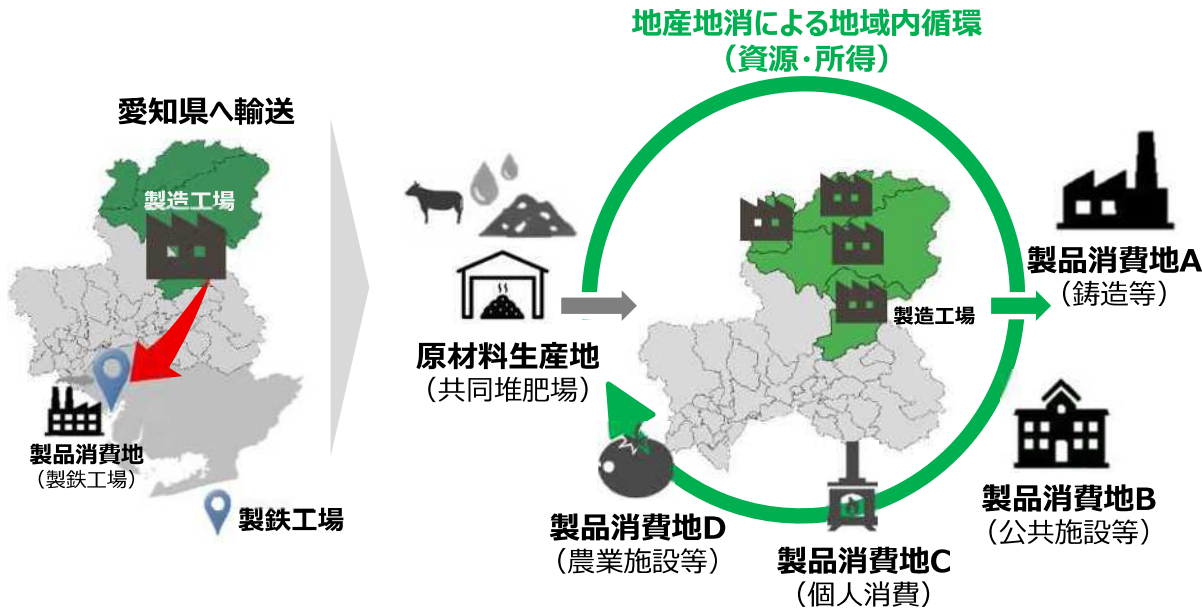 地産地消による地域内循環
（資源・所得）
愛知県へ輸送
製造工場
製品消費地
（製鉄工場）
製鉄工場
原材料生産地
（共同堆肥場）
製造工場
製品消費地A
（鋳造等）
製品消費地B
（公共施設等）
製品消費地C
（個人消費）
製品消費地D
（農業施設等）